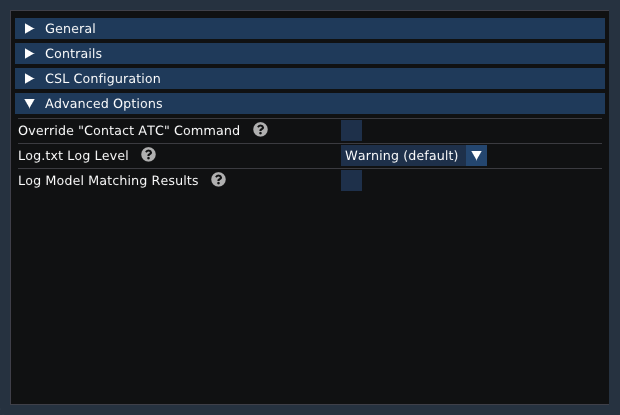 General
Contrails
CSL Configuration
Advanced Options
Override "Contact ATC" Command ?
Log.txt Log Level ? Warning (default)
Log Model Matching Results ?